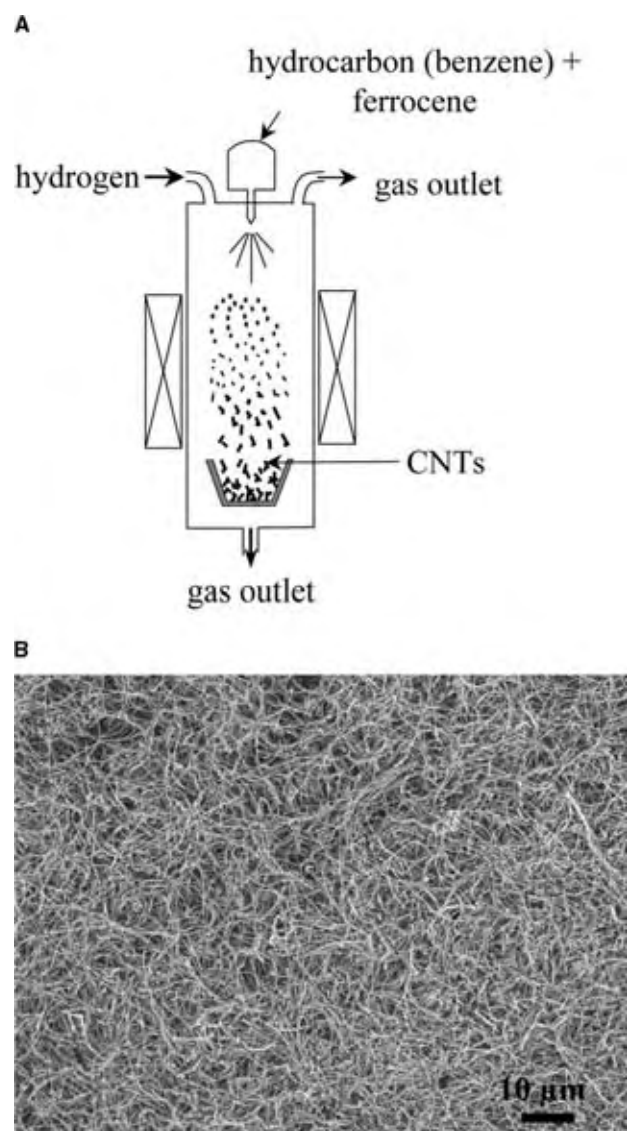 A
hydrocarbon (benzene) +
ferrocene
hydrogen
gas outlet
CNTs
gas outlet
B
10 μm